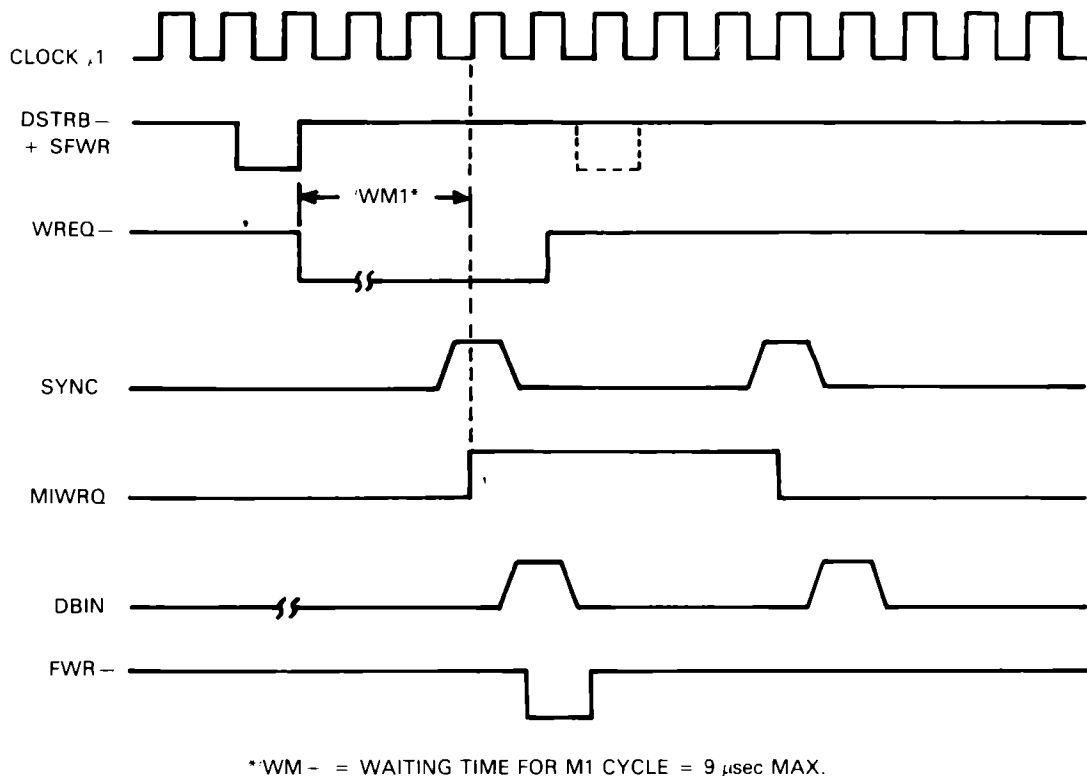 CLOCK ,1
DSTRB–
+ SFWR
'WM1*
WREQ–
SYNC
MIWRQ
DBIN
FWR–
*'WM – = WAITING TIME FOR M1 CYCLE = 9 μsec MAX.